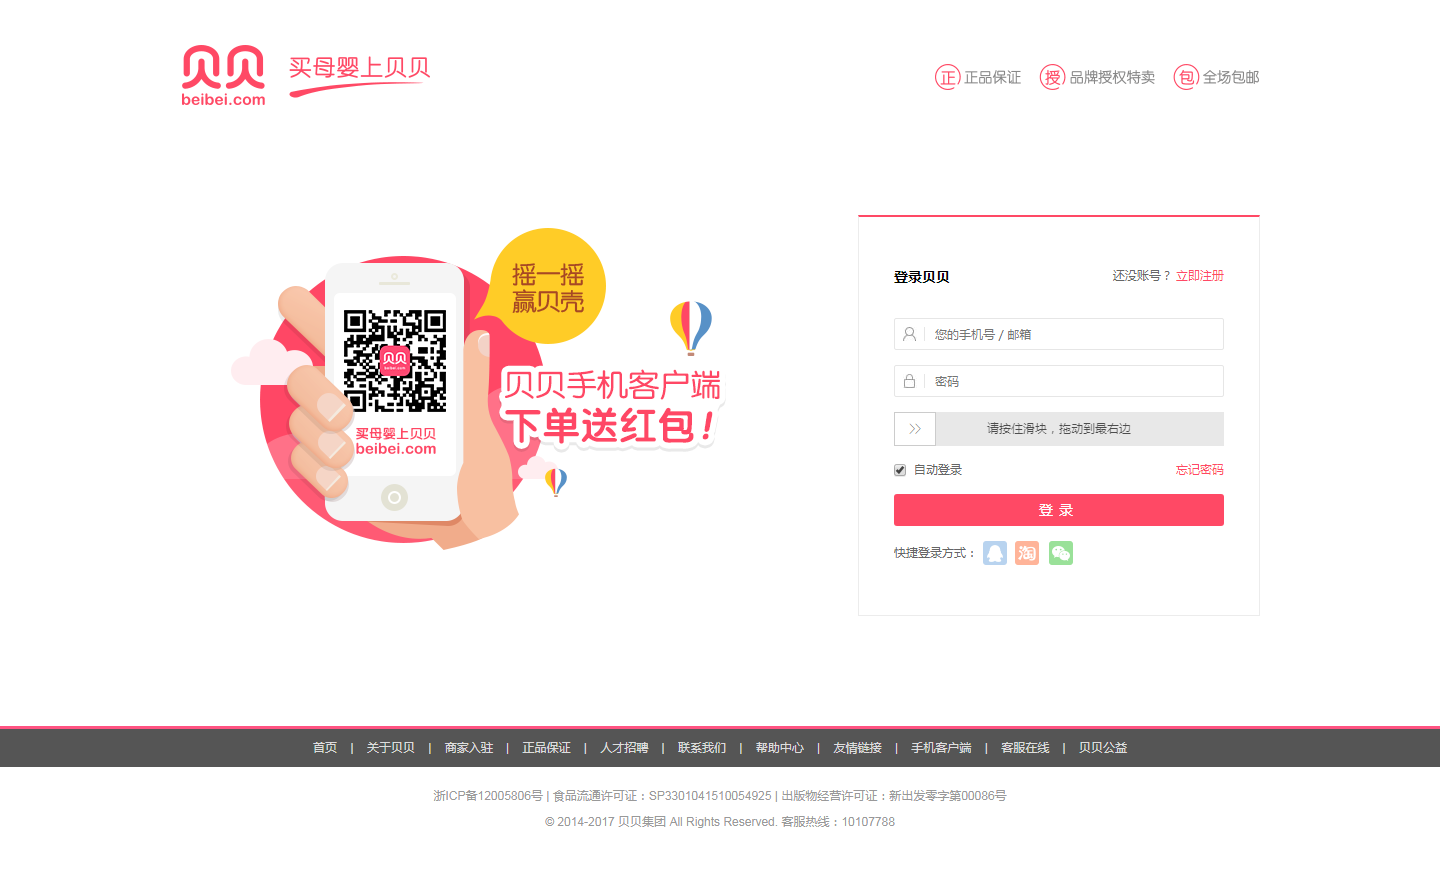 贝贝
beibei.com
买母婴上贝贝
正 正品保证
授 品牌授权特卖
包 全场包邮
摇一摇
赢贝壳
贝贝
beibei.com
买母婴上贝贝
beibei.com
贝贝手机客户端
下单送红包!
登录贝贝
还没账号? 立即注册
您的手机号 / 邮箱
密码
>> 请按住滑块，拖动到最右边
自动登录
忘记密码
登 录
快捷登录方式： 淘
首页 | 关于贝贝 | 商家入驻 | 正品保证 | 人才招聘 | 联系我们 | 帮助中心 | 友情链接 | 手机客户端 | 客服在线 | 贝贝公益
浙ICP备12005806号 | 食品流通许可证：SP3301041510054925 | 出版物经营许可证：新出发零字第00086号
© 2014-2017 贝贝集团 All Rights Reserved. 客服热线：10107788